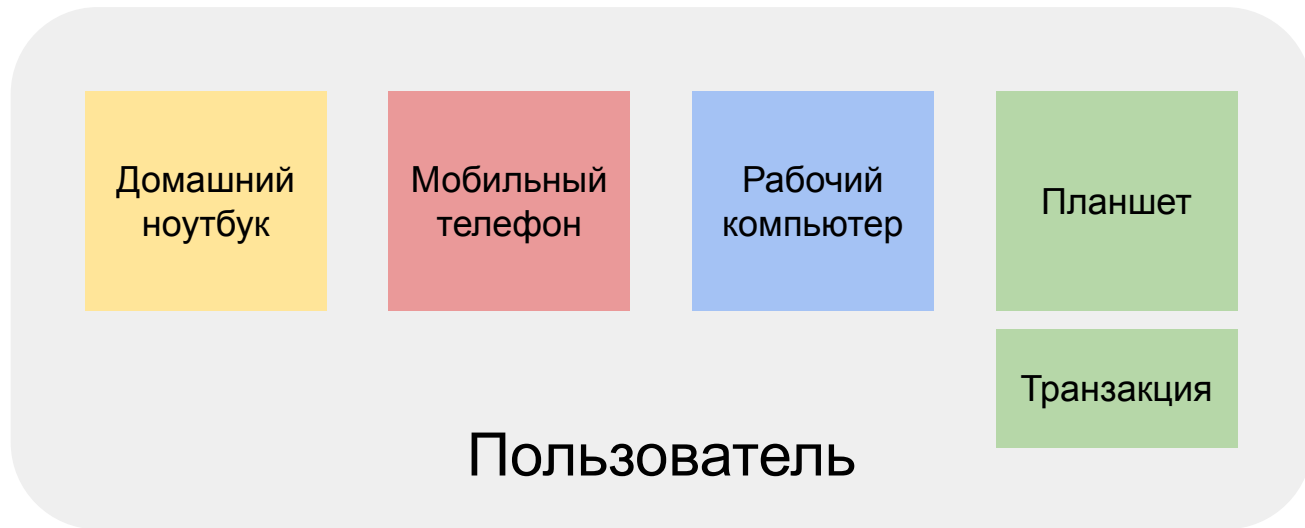 Домашний
ноутбук
Мобильный
телефон
Рабочий
компьютер
Планшет
Транзакция
Пользователь